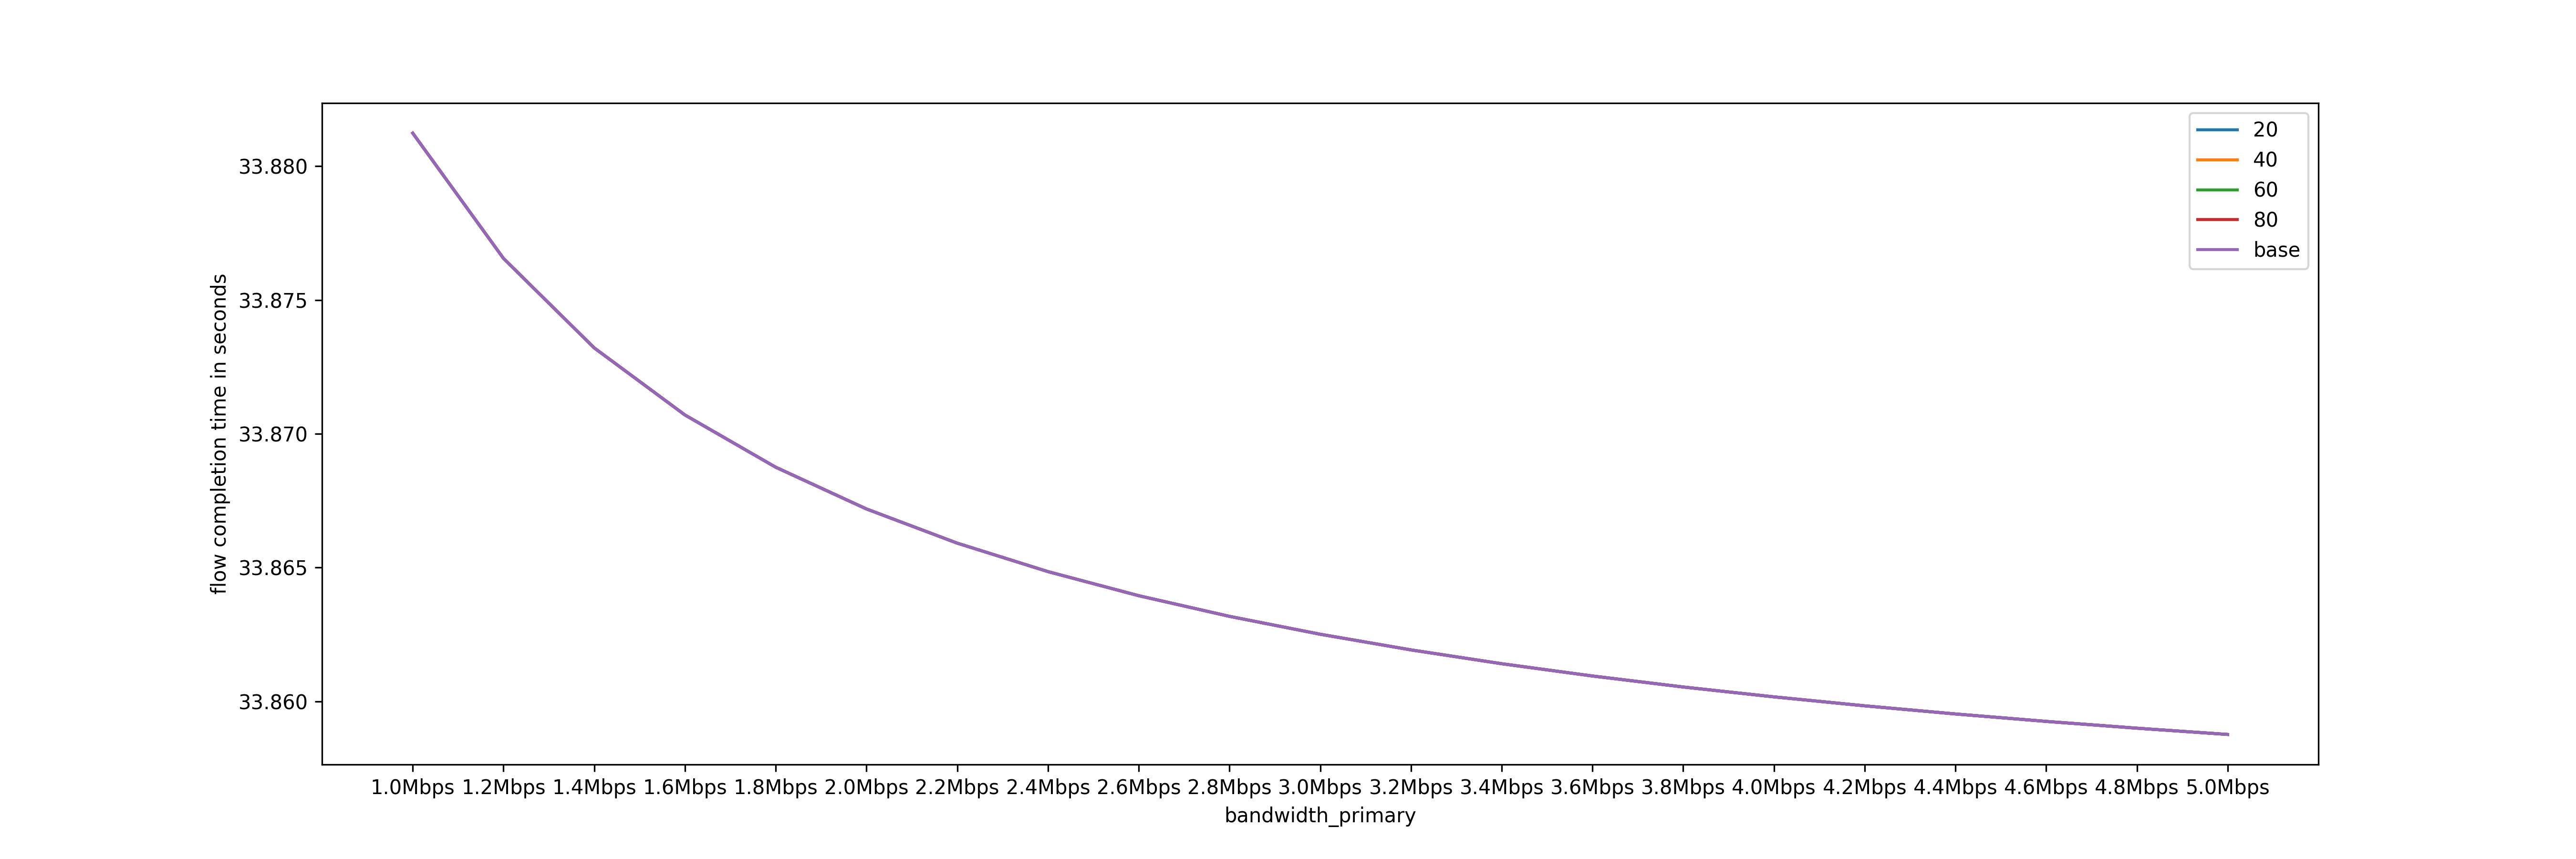 33.880
33.875
33.870
33.865
33.860
flow completion time in seconds
20
40
60
80
base
1.0Mbps 1.2Mbps 1.4Mbps 1.6Mbps 1.8Mbps 2.0Mbps 2.2Mbps 2.4Mbps 2.6Mbps 2.8Mbps 3.0Mbps 3.2Mbps 3.4Mbps 3.6Mbps 3.8Mbps 4.0Mbps 4.2Mbps 4.4Mbps 4.6Mbps 4.8Mbps 5.0Mbps
bandwidth_primary